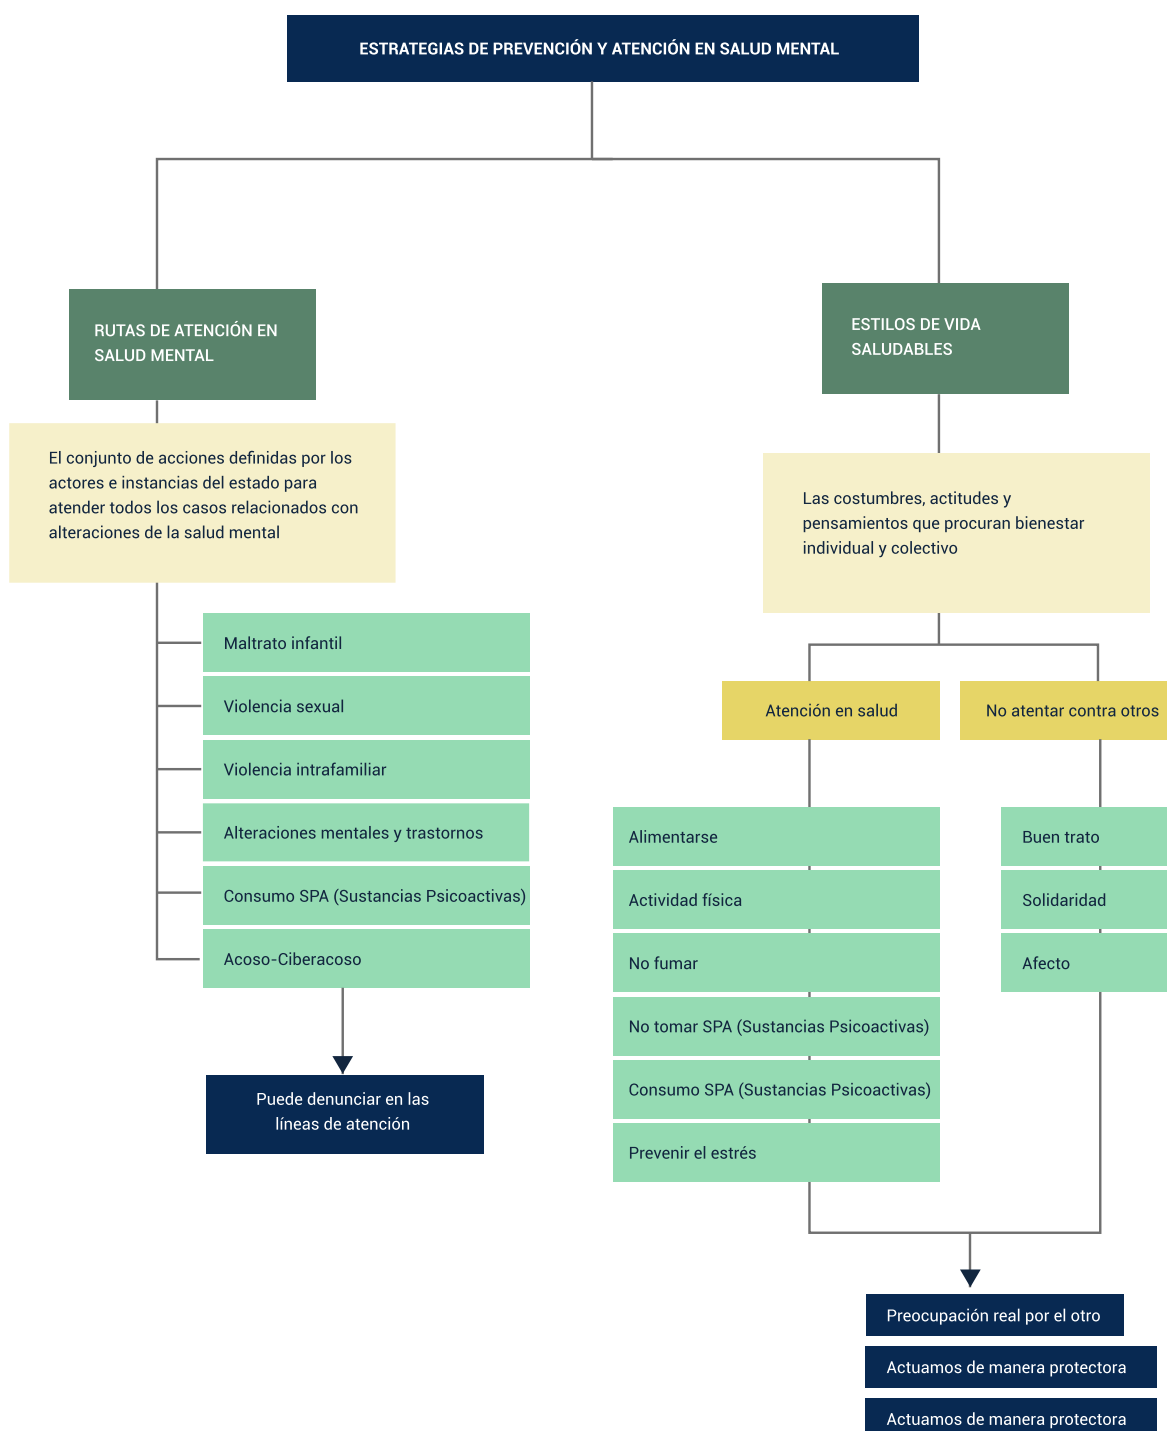 ESTRATEGIAS DE PREVENCIÓN Y ATENCIÓN EN SALUD MENTAL
RUTAS DE ATENCIÓN EN
SALUD MENTAL
El conjunto de acciones definidas por los
actores e instancias del estado para
atender todos los casos relacionados con
alteraciones de la salud mental
Maltrato infantil
Violencia sexual
Violencia intrafamiliar
Alteraciones mentales y trastornos
Consumo SPA (Sustancias Psicoactivas)
Acoso-Ciberacoso
Puede denunciar en las
líneas de atención
ESTILOS DE VIDA
SALUDABLES
Las costumbres, actitudes y
pensamientos que procuran bienestar
individual y colectivo
Atención en salud
Alimentarse
Actividad física
No fumar
No tomar SPA (Sustancias Psicoactivas)
Consumo SPA (Sustancias Psicoactivas)
Prevenir el estrés
No atentar contra otros
Buen trato
Solidaridad
Afecto
Preocupación real por el otro
Actuamos de manera protectora
Actuamos de manera protectora